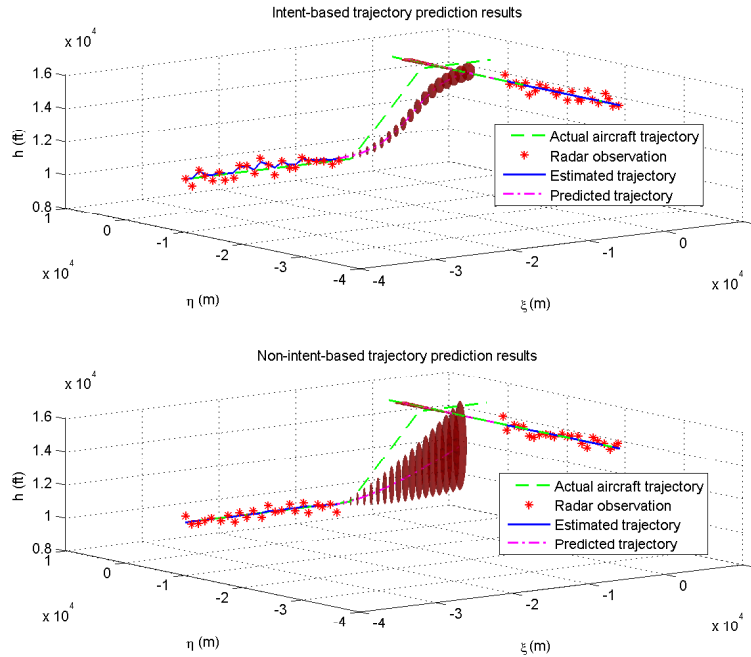 Intent-based trajectory prediction results
x 10^4
1.6
1.4
1.2
1
0.8
h (ft)
1
0
-1
-2
-3
-4
x 10^4
η (m)
-4
-3
-2
-1
0
x 10^4
ξ (m)
Actual aircraft trajectory
Radar observation
Estimated trajectory
Predicted trajectory
Non-intent-based trajectory prediction results
x 10^4
1.6
1.4
1.2
1
0.8
h (ft)
1
0
-1
-2
-3
-4
x 10^4
η (m)
-4
-3
-2
-1
0
x 10^4
ξ (m)
Actual aircraft trajectory
Radar observation
Estimated trajectory
Predicted trajectory